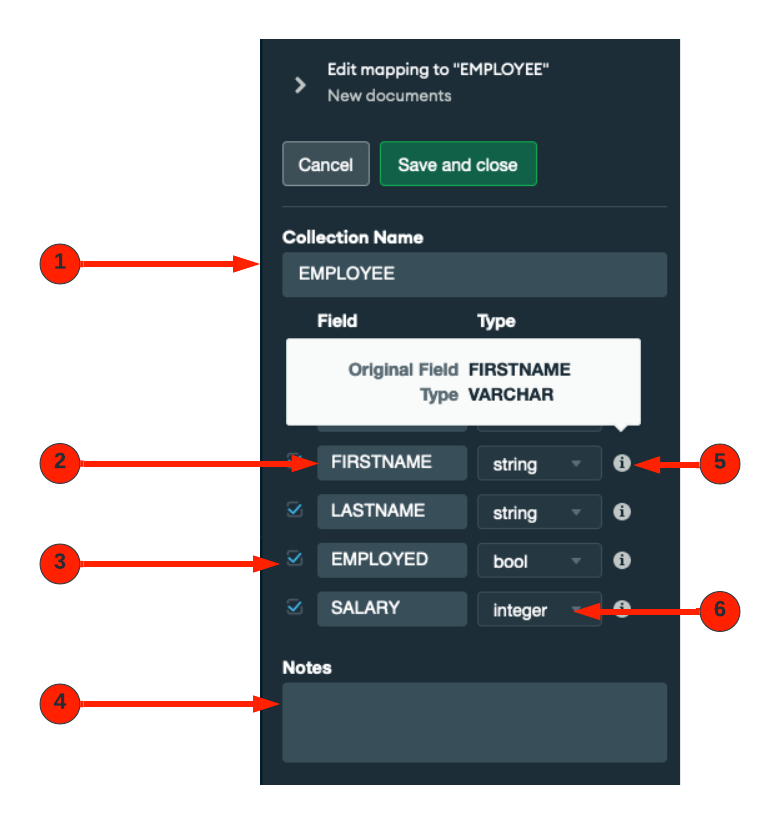 Edit mapping to "EMPLOYEE"
New documents
Cancel
Save and close
Collection Name
1
EMPLOYEE
Field Type
Original Field FIRSTNAME
Type VARCHAR
2
FIRSTNAME string
5
LASTNAME string
3
EMPLOYED bool
SALARY integer
6
Notes
4